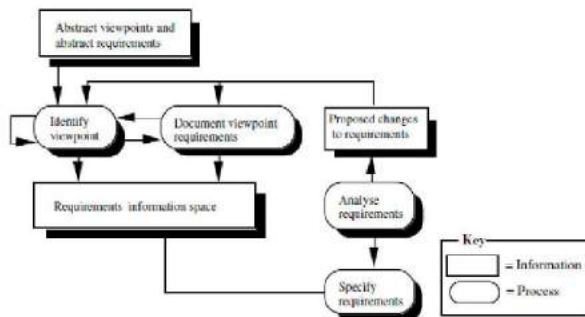 Abstract viewpoints and
abstract requirements
Identify
viewpoint
Document viewpoint
requirements
Proposed changes
to requirements
Requirements information space
Analyse
requirements
Specify
requirements
Key
= Information
= Process